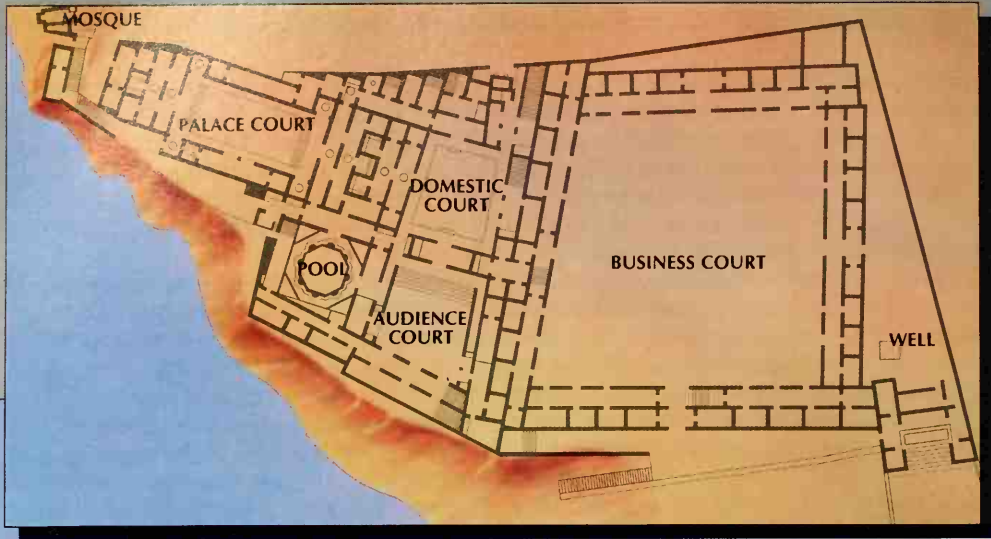 MOSQUE
PALACE COURT
DOMESTIC
COURT
POOL
BUSINESS COURT
AUDIENCE
COURT
WELL